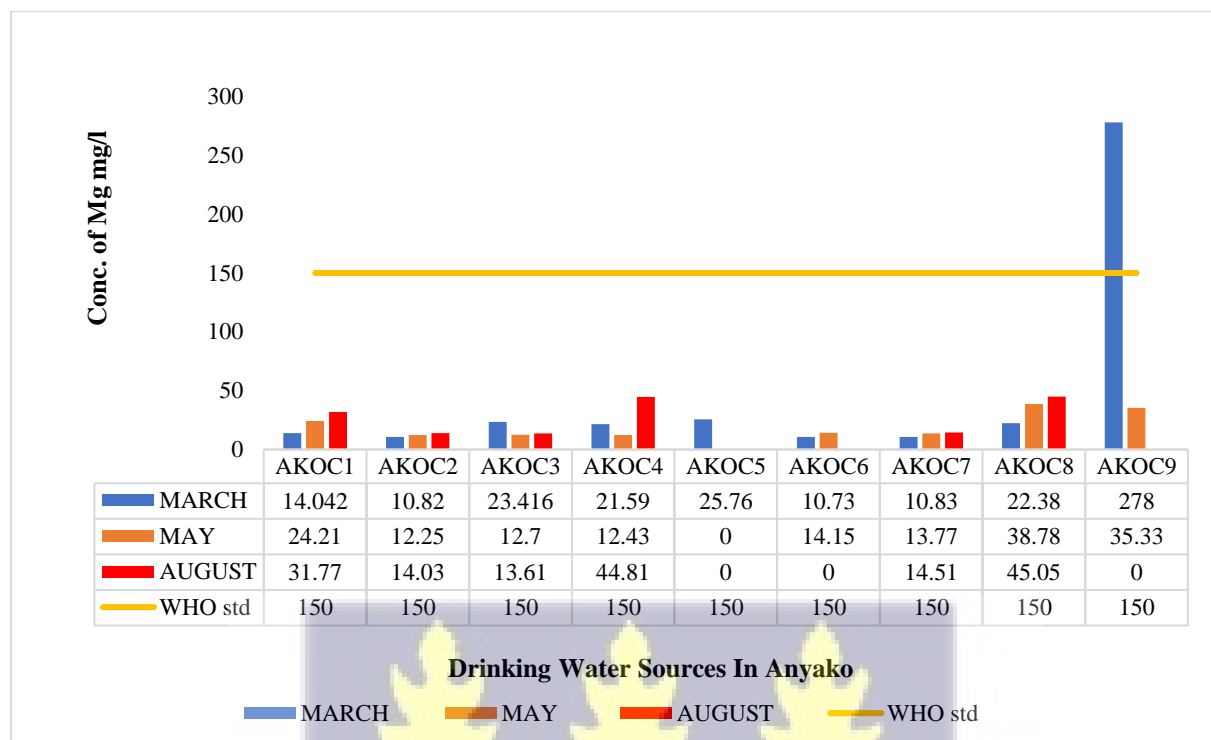 300
250
200
150
100
50
0
Conc. of Mg mg/l
AKOC1 AKOC2 AKOC3 AKOC4 AKOC5 AKOC6 AKOC7 AKOC8 AKOC9
MARCH 14.042 10.82 23.416 21.59 25.76 10.73 10.83 22.38 278
MAY 24.21 12.25 12.7 12.43 0 14.15 13.77 38.78 35.33
AUGUST 31.77 14.03 13.61 44.81 0 0 14.51 45.05 0
WHO std 150 150 150 150 150 150 150 150 150
Drinking Water Sources In Anyako
MARCH MAY AUGUST WHO std